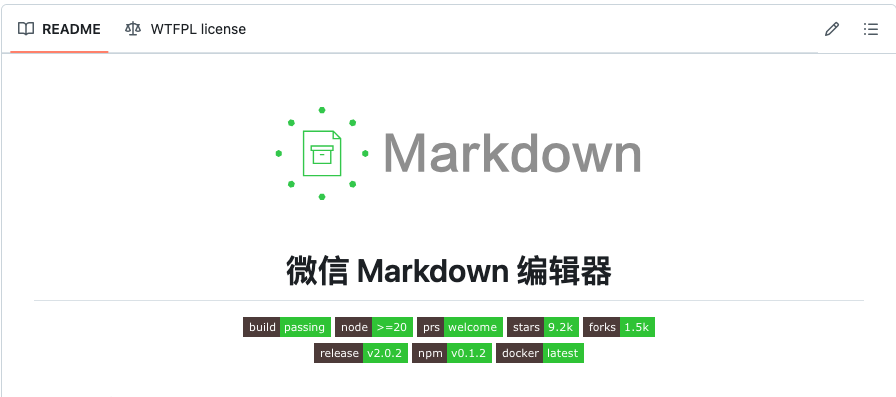 README WTFPL license
Markdown
微信 Markdown 编辑器
build passing node >=20 prs welcome stars 9.2k forks 1.5k
release v2.0.2 npm v0.1.2 docker latest